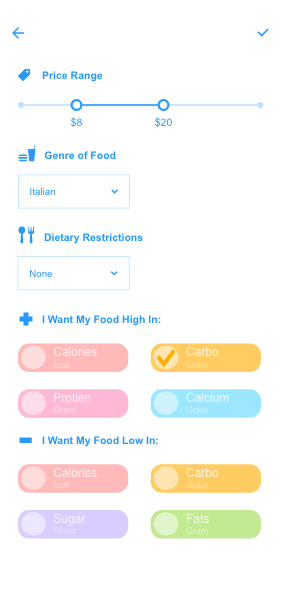 Price Range
$8 $20
Genre of Food
Italian
Dietary Restrictions
None
I Want My Food High In:
Calories
kcal
Carbo
Gram
Protien
Gram
Calcium
Gram
I Want My Food Low In:
Calories
kcal
Carbo
Gram
Sugar
Gram
Fats
Gram